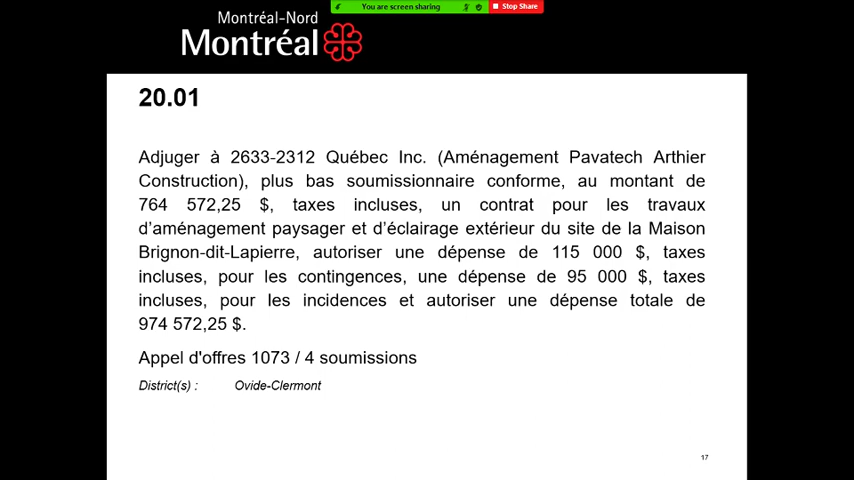 Montréal-Nord
You are screen sharing
Stop Share
Montréal
20.01
Adjuger à 2633-2312 Québec Inc. (Aménagement Pavatech Arthier
Construction), plus bas soumissionnaire conforme, au montant de
764 572,25 $, taxes incluses, un contrat pour les travaux
d'aménagement paysager et d'éclairage extérieur du site de la Maison
Brignon-dit-Lapierre, autoriser une dépense de 115 000 $, taxes
incluses, pour les contingences, une dépense de 95 000 $, taxes
incluses, pour les incidences et autoriser une dépense totale de
974 572,25 $.
Appel d'offres 1073 / 4 soumissions
District(s) : Ovide-Clermont
17